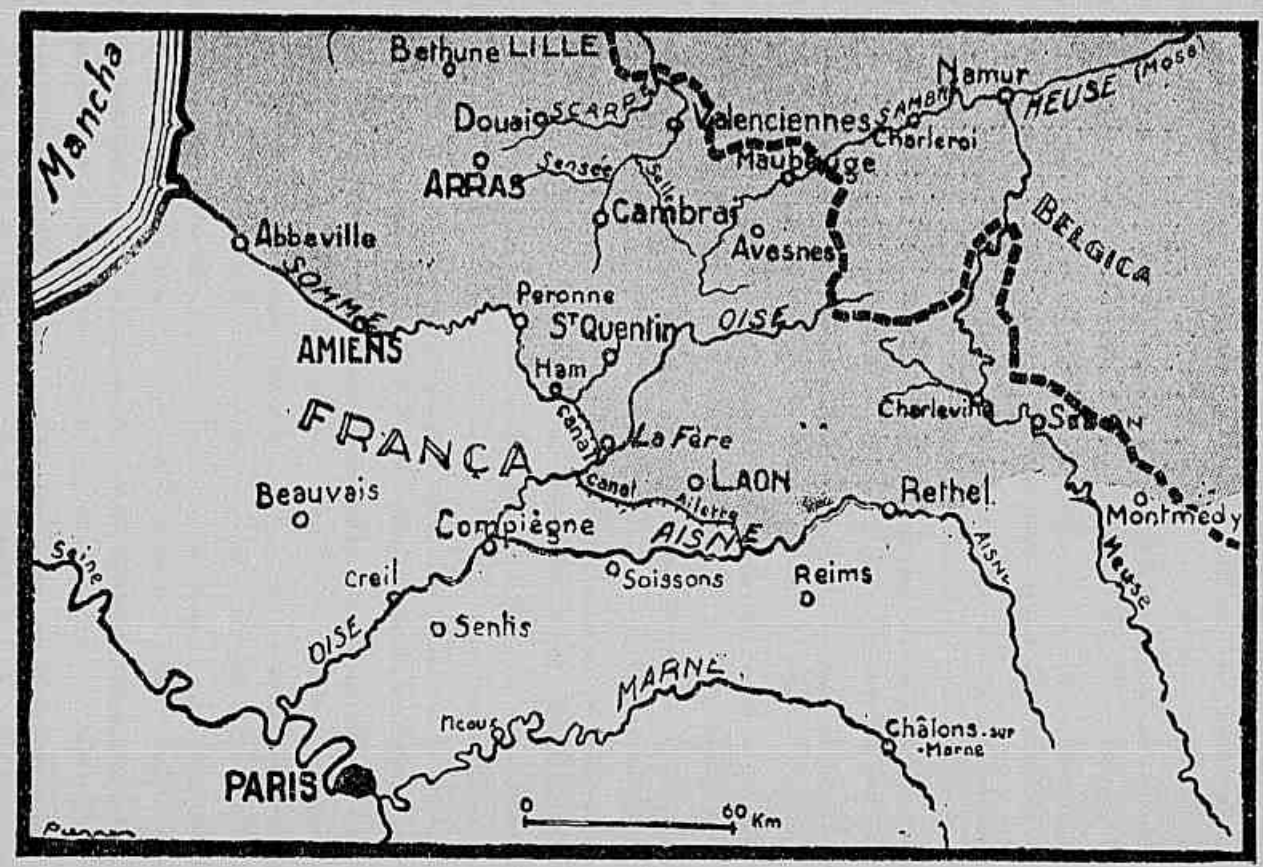 Mancha
Bethune LILLE
Namur
MEUSE (Mosa)
Douai SCARPE
Valenciennes
SAMBRE
Charleroi
ARRAS
Sensée
Selle
Maubeuge
Cambrai
Avesnes
BELGICA
Abbeville
SOMME
AMIENS
Peronne
ST Quentin
OISE
Ham
canal
Charleville
SEDAN
La Fère
FRANÇA
canal
Ailette
LAON
Rethel
Montmedy
Beauvais
Compiègne
AISNE
AISNE
Meuse
Seine
Creil
Soissons
Reims
OISE
Senlis
MARNE
Meaux
Châlons-sur
-Marne
PARIS
0 60 Km